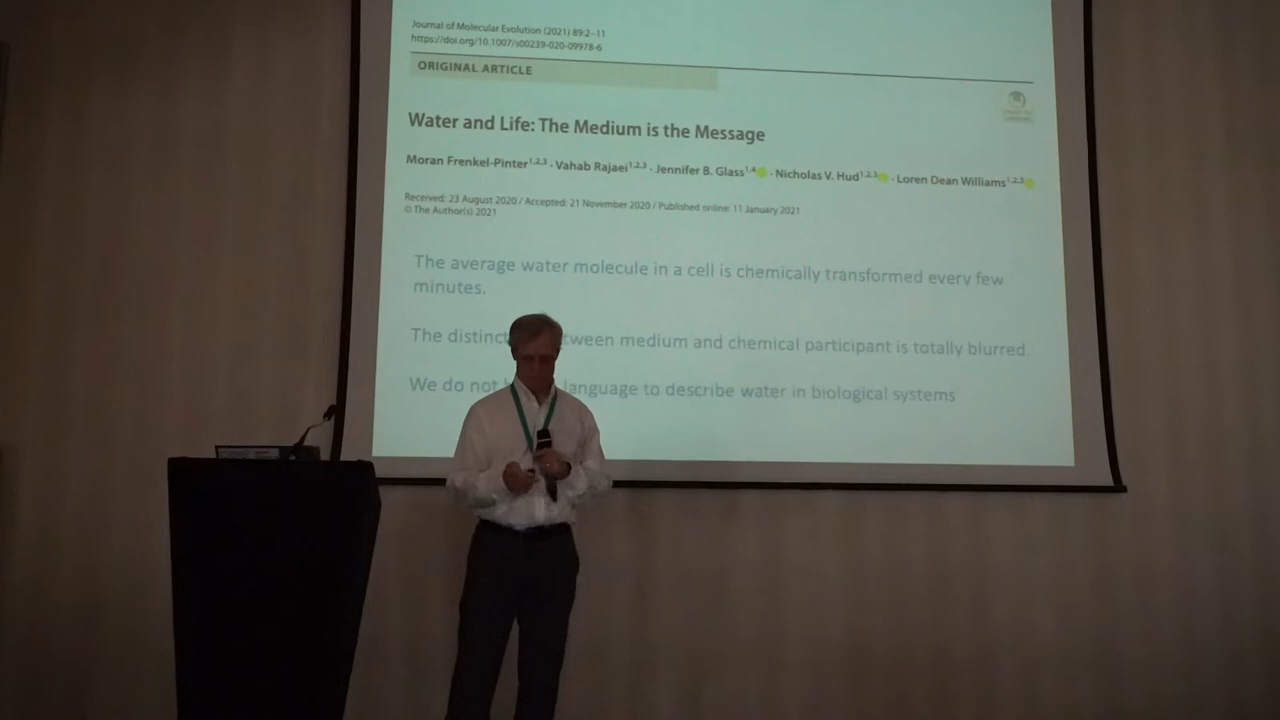 Journal of Molecular Evolution (2021) 89:2–11
https://doi.org/10.1007/s00239-020-09978-6
ORIGINAL ARTICLE
Water and Life: The Medium is the Message
Moran Frenkel-Pinter1,2,3 · Vahab Rajaei1,2,3 · Jennifer B. Glass1,4 · Nicholas V. Hud1,2,3 · Loren Dean Williams1,2,3
Received: 23 August 2020 / Accepted: 21 November 2020 / Published online: 11 January 2021
© The Author(s) 2021
The average water molecule in a cell is chemically transformed every few
minutes.
The distinct tween medium and chemical participant is totally blurred.
We do not language to describe water in biological systems